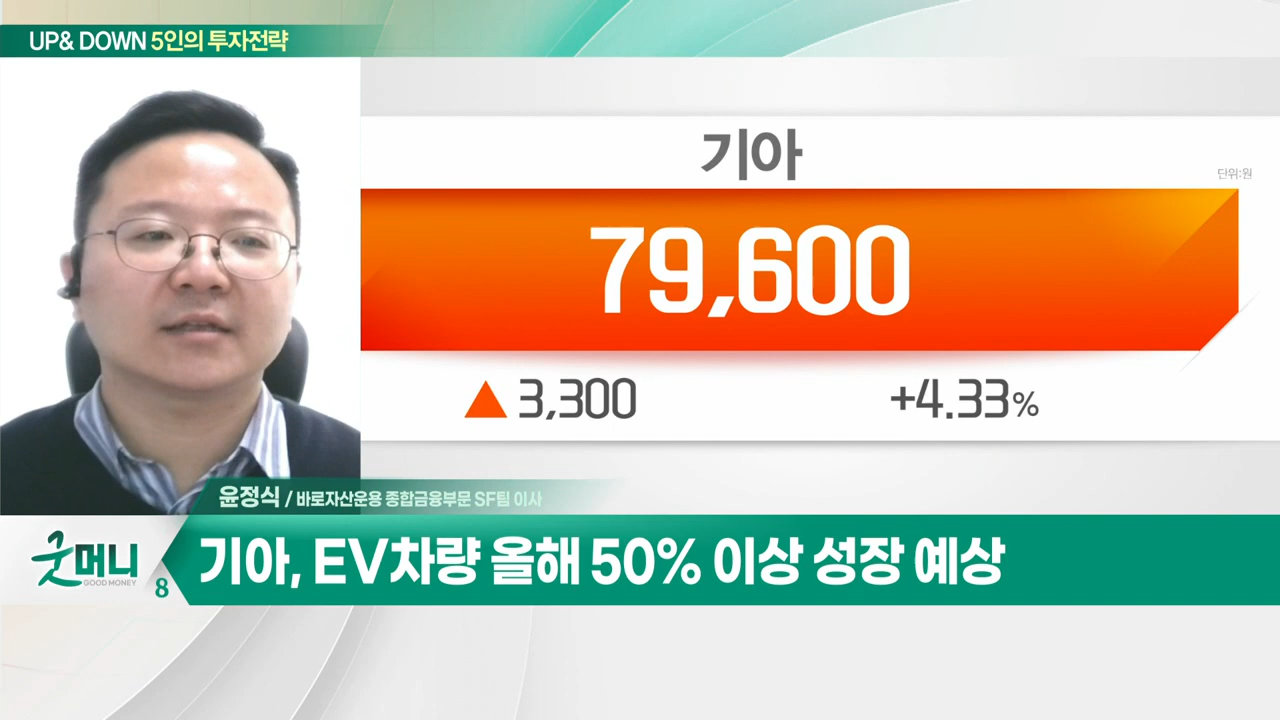 UP& DOWN 5인의 투자전략
기아
단위:원
79,600
▲ 3,300 +4.33%
윤정식 / 바로자산운용 종합금융부문 SF팀 이사
굿머니
GOOD MONEY
8
기아, EV차량 올해 50% 이상 성장 예상